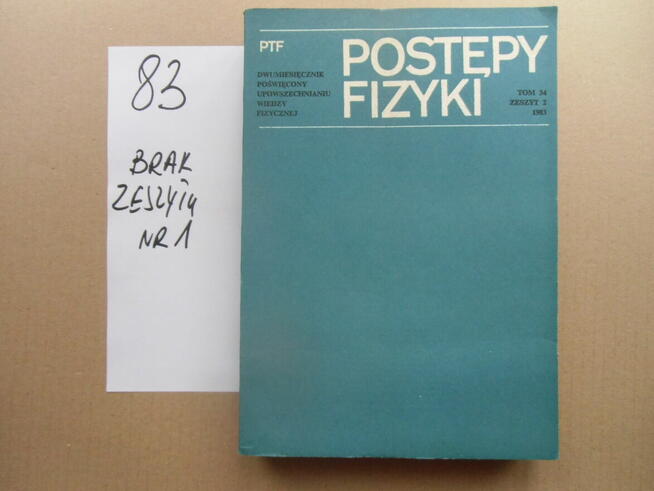 83
BRAK
ZESZYTU
NR 1
PTF
POSTĘPY
FIZYKI
DWUMIESIĘCZNIK
POŚWIĘCONY
UPOWSZECHNIANIU
WIEDZY
FIZYCZNEJ
TOM 34
ZESZYT 2
1983